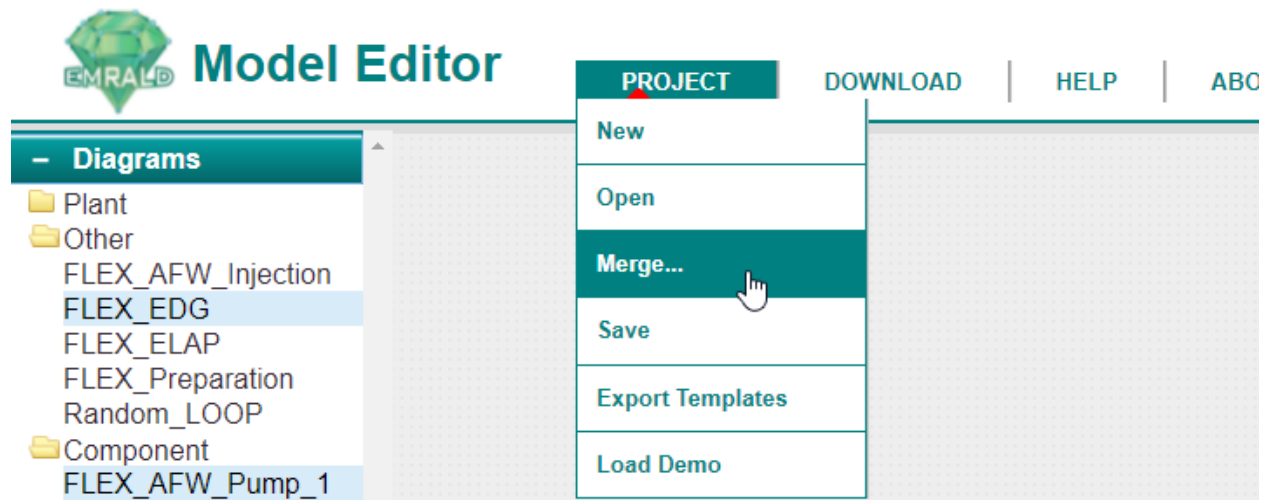 EMRALD
Model Editor
PROJECT
DOWNLOAD
HELP
ABO
New
Open
Merge...
Save
Export Templates
Load Demo
– Diagrams
Plant
Other
FLEX_AFW_Injection
FLEX_EDG
FLEX_ELAP
FLEX_Preparation
Random_LOOP
Component
FLEX_AFW_Pump_1